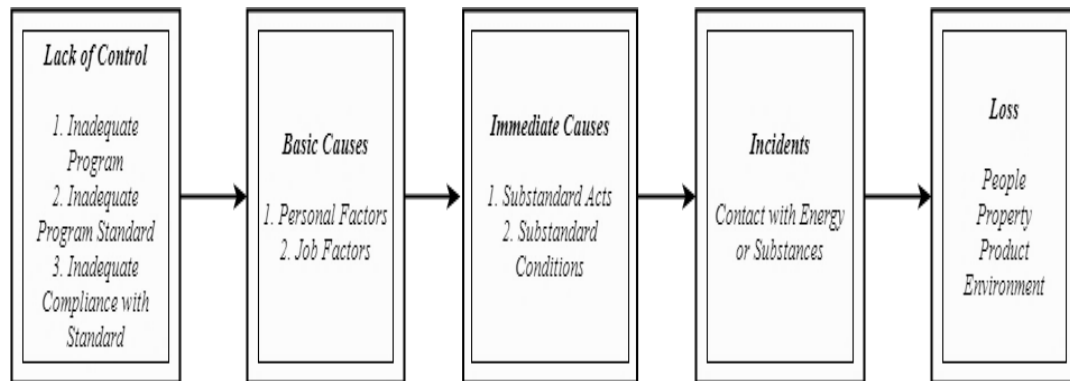 Lack of Control
1. Inadequate
Program
2. Inadequate
Program Standard
3. Inadequate
Compliance with
Standard
Basic Causes
1. Personal Factors
2. Job Factors
Immediate Causes
1. Substandard Acts
2. Substandard
Conditions
Incidents
Contact with Energy
or Substances
Loss
People
Property
Product
Environment